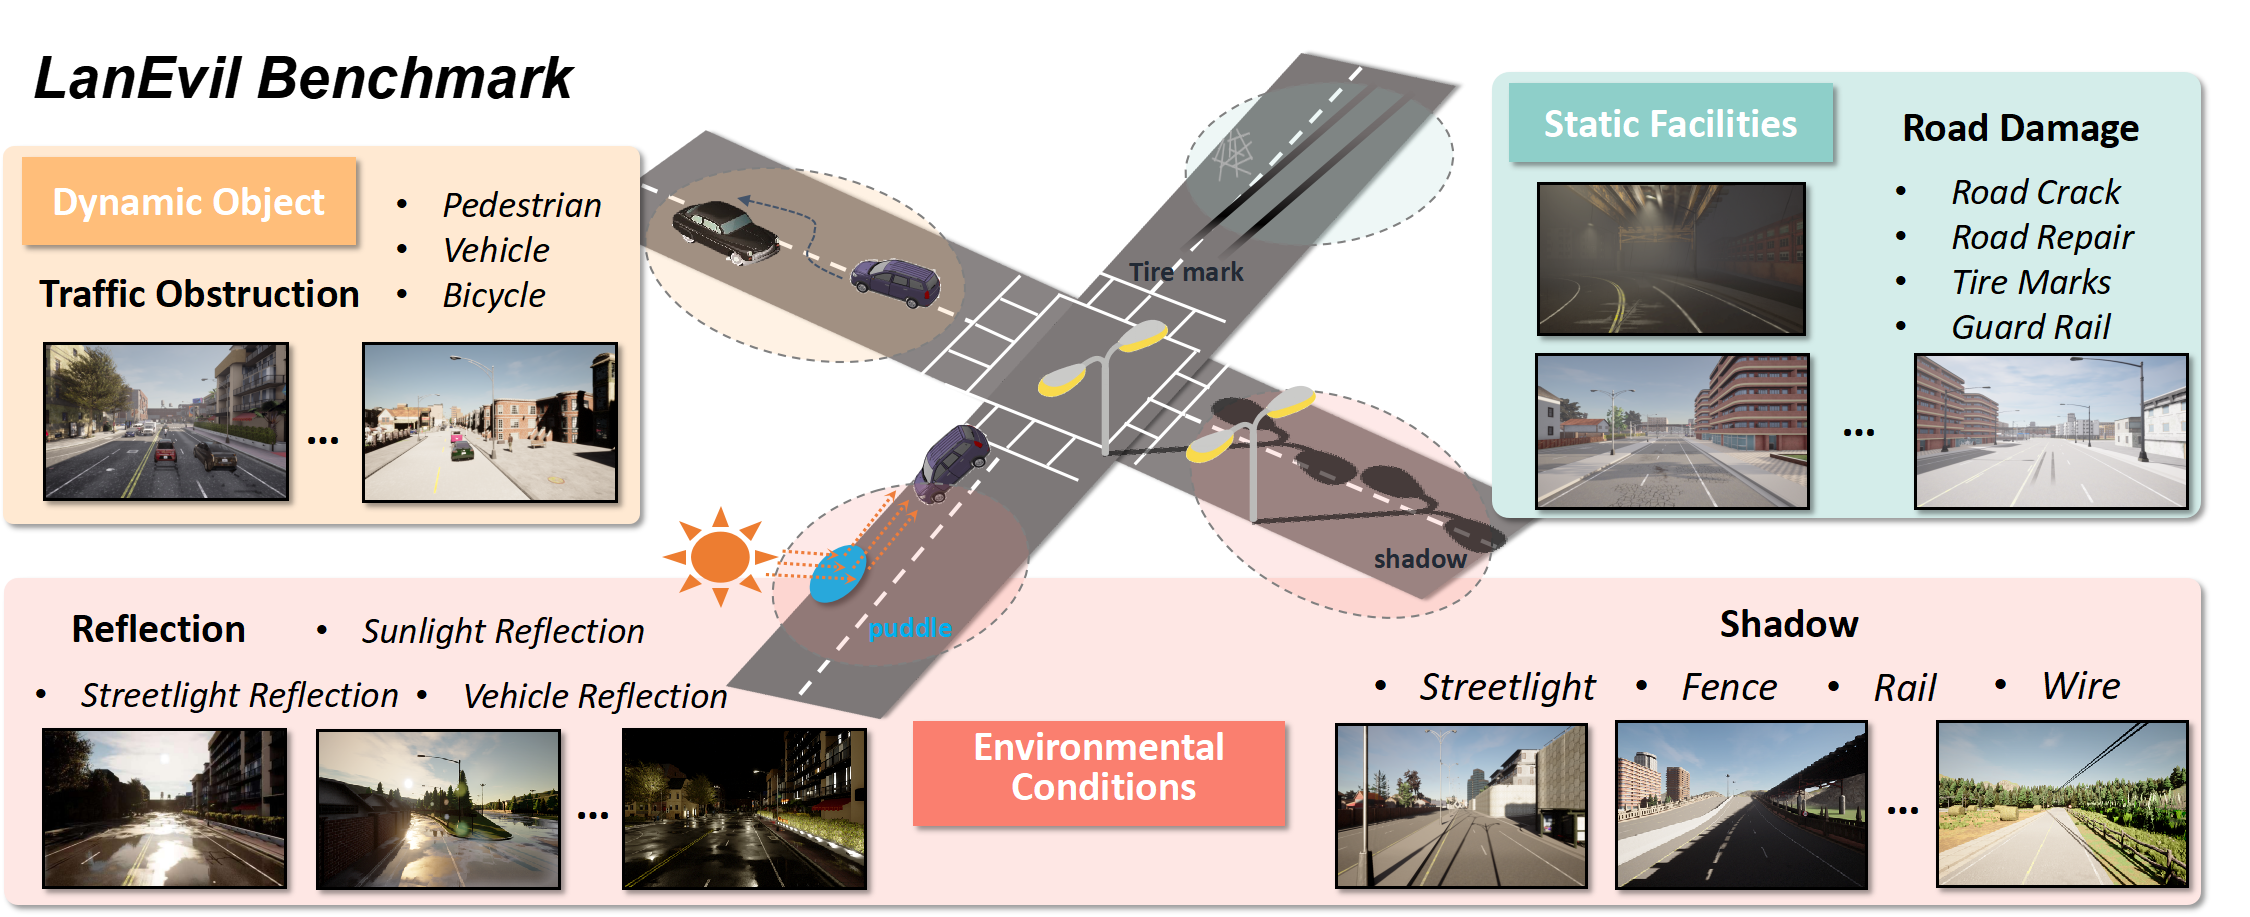 LanEvil Benchmark
Dynamic Object
• Pedestrian
• Vehicle
• Bicycle
Traffic Obstruction
...
Static Facilities
Road Damage
• Road Crack
• Road Repair
• Tire Marks
• Guard Rail
...
Tire mark
shadow
puddle
Reflection
• Sunlight Reflection
• Streetlight Reflection • Vehicle Reflection
...
Environmental
Conditions
Shadow
• Streetlight • Fence • Rail • Wire
...